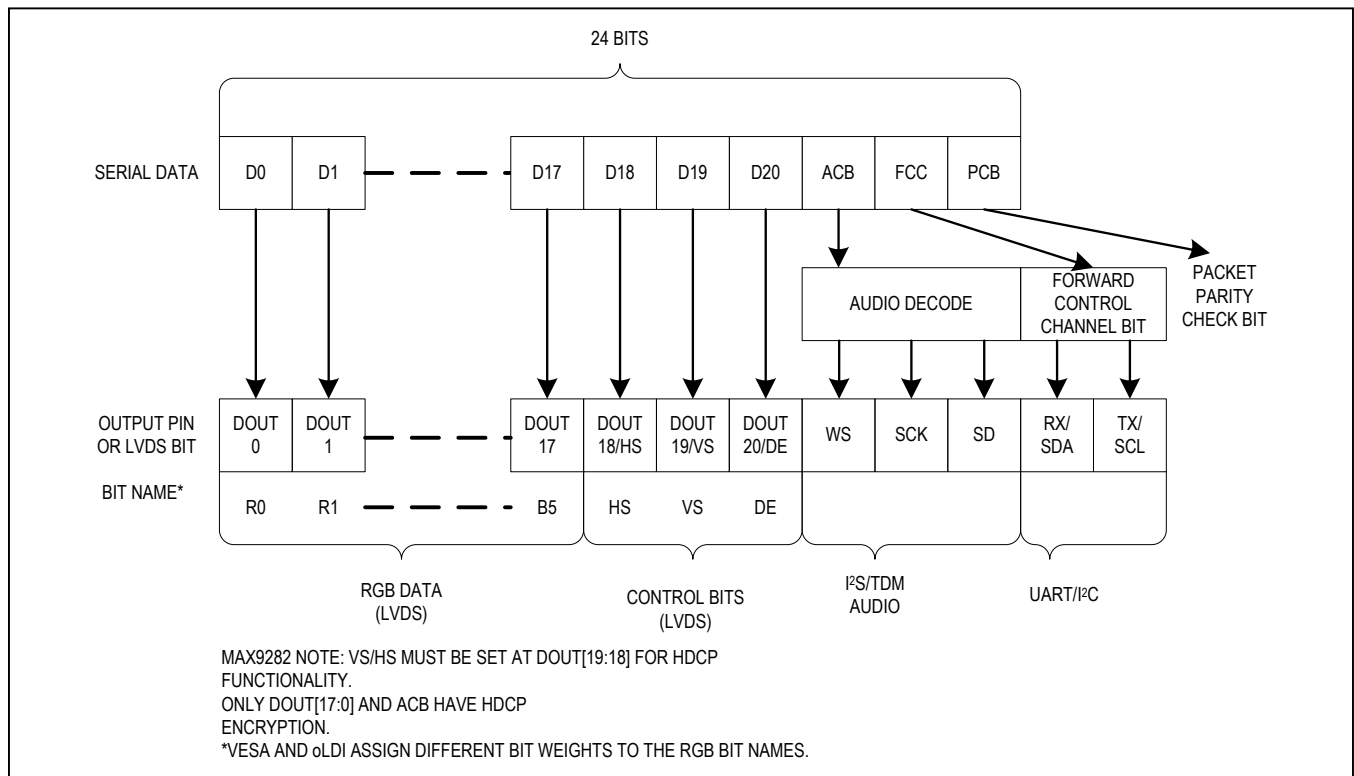 24 BITS
SERIAL DATA D0 D1 D17 D18 D19 D20 ACB FCC PCB
AUDIO DECODE
FORWARD
CONTROL
CHANNEL BIT
PACKET
PARITY
CHECK BIT
OUTPUT PIN
OR LVDS BIT
DOUT
0
DOUT
1
DOUT
17
DOUT
18/HS
DOUT
19/VS
DOUT
20/DE
WS
SCK
SD
RX/
SDA
TX/
SCL
BIT NAME*
R0 R1 B5 HS VS DE
RGB DATA
(LVDS)
CONTROL BITS
(LVDS)
I²S/TDM
AUDIO
UART/I²C
MAX9282 NOTE: VS/HS MUST BE SET AT DOUT[19:18] FOR HDCP
FUNCTIONALITY.
ONLY DOUT[17:0] AND ACB HAVE HDCP
ENCRYPTION.
*VESA AND oLDI ASSIGN DIFFERENT BIT WEIGHTS TO THE RGB BIT NAMES.